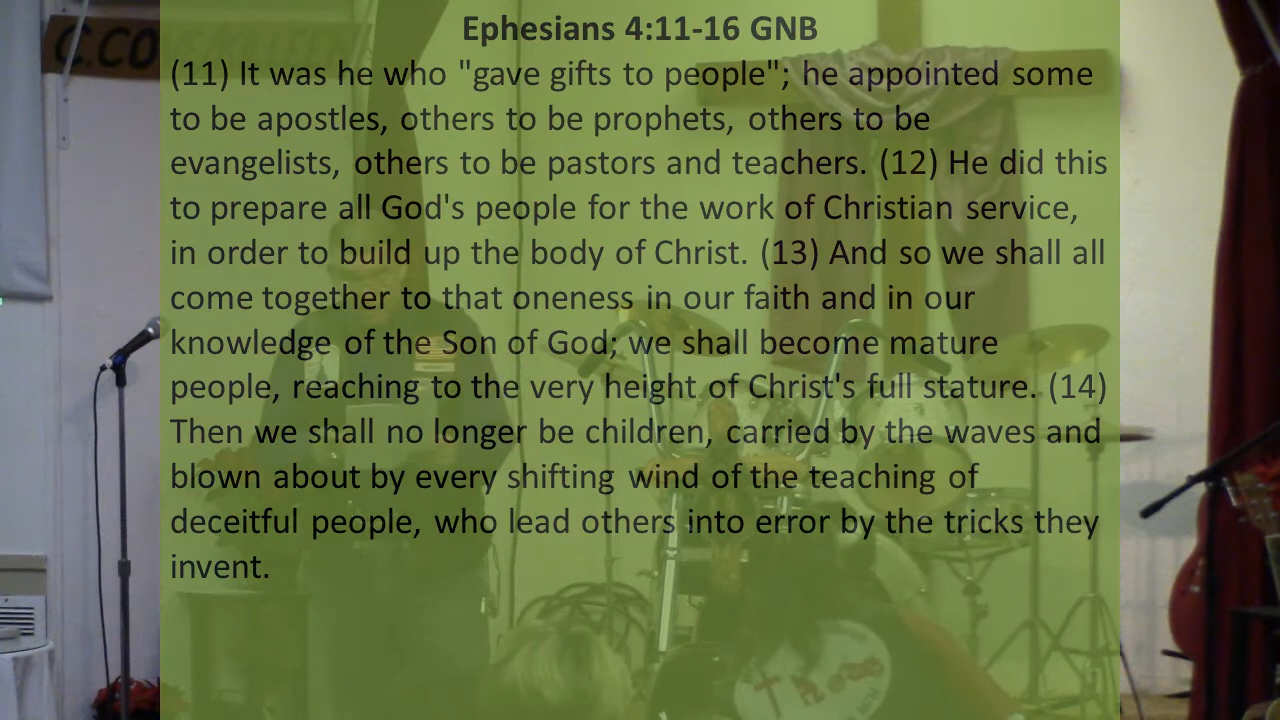 C.CO
Ephesians 4:11-16 GNB
(11) It was he who "gave gifts to people"; he appointed some
to be apostles, others to be prophets, others to be
evangelists, others to be pastors and teachers. (12) He did this
to prepare all God's people for the work of Christian service,
in order to build up the body of Christ. (13) And so we shall all
come together to that oneness in our faith and in our
knowledge of the Son of God; we shall become mature
people, reaching to the very height of Christ's full stature. (14)
Then we shall no longer be children, carried by the waves and
blown about by every shifting wind of the teaching of
deceitful people, who lead others into error by the tricks they
invent.